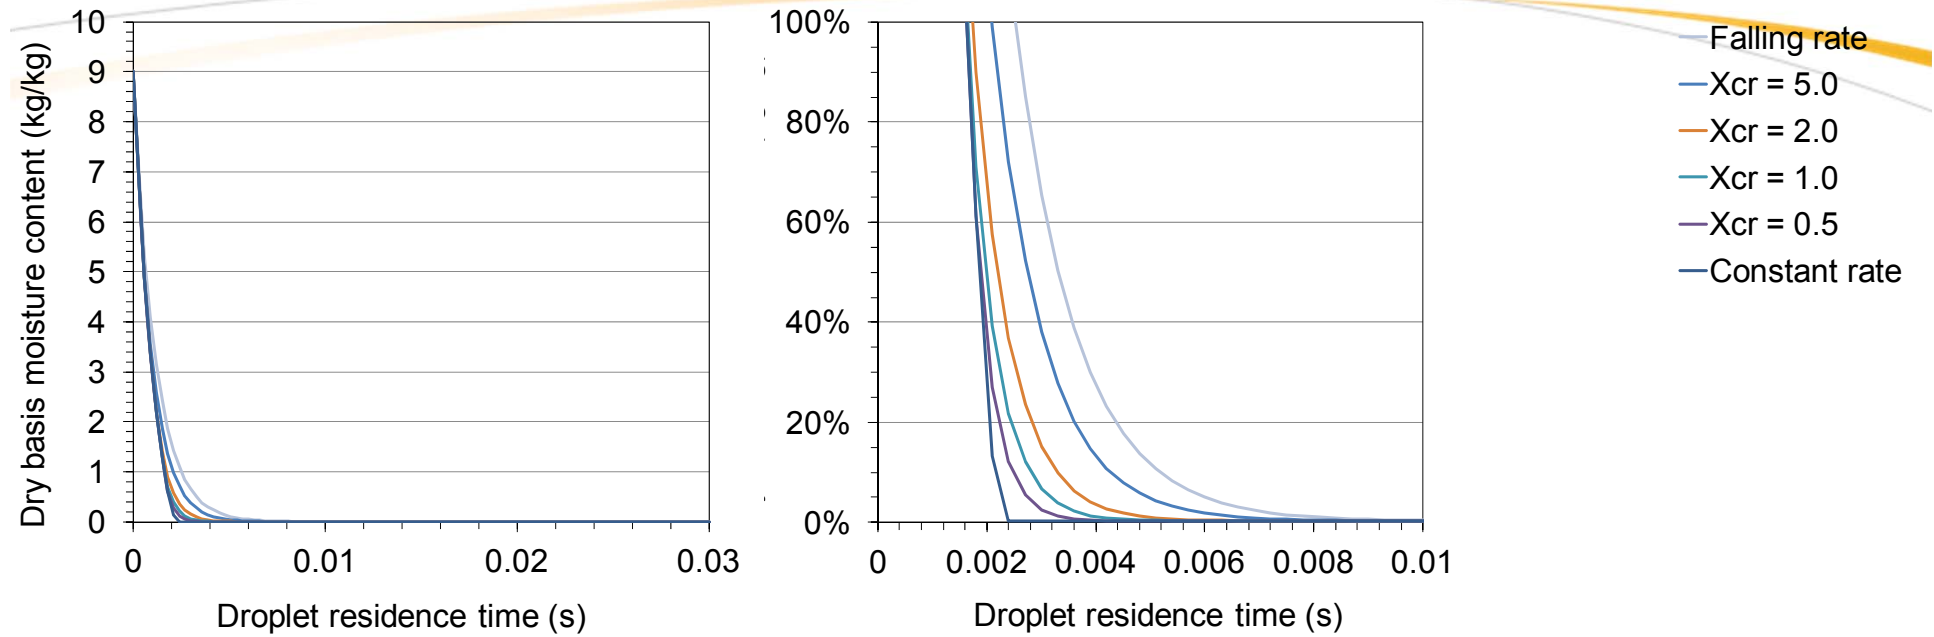 Dry basis moisture content (kg/kg)
10
9
8
7
6
5
4
3
2
1
0
0 0.01 0.02 0.03
Droplet residence time (s)
100%
80%
60%
40%
20%
0%
0 0.002 0.004 0.006 0.008 0.01
Droplet residence time (s)
Falling rate
Xcr = 5.0
Xcr = 2.0
Xcr = 1.0
Xcr = 0.5
Constant rate